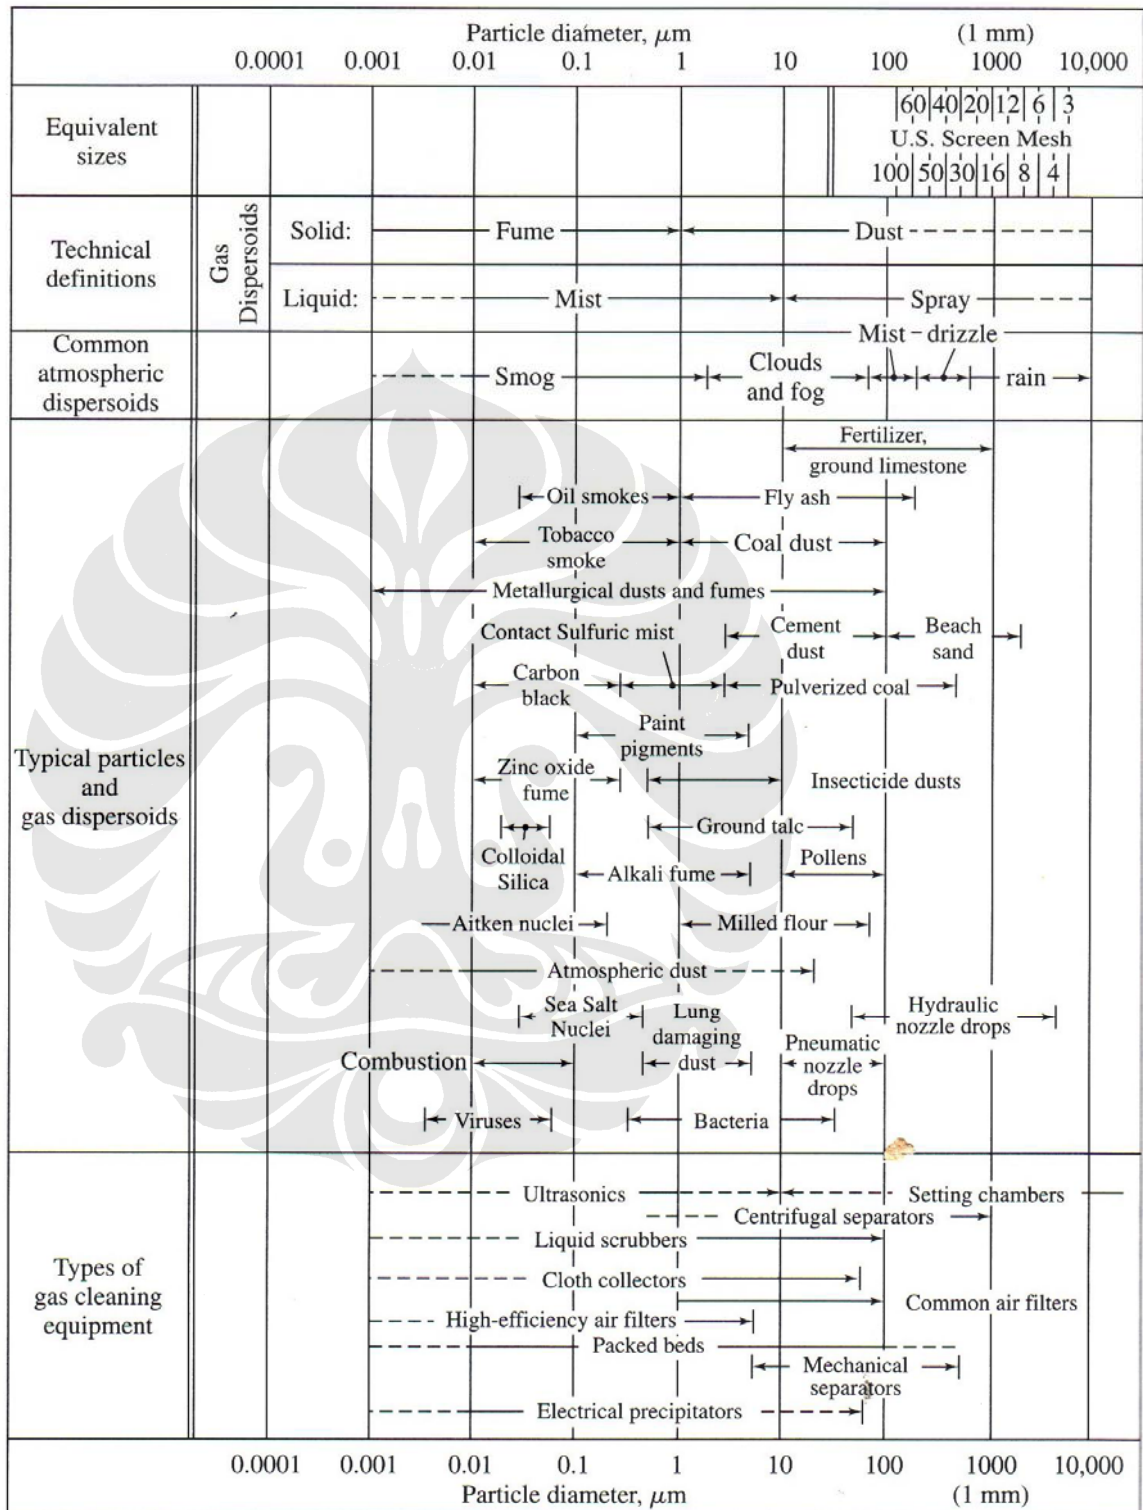 Particle diameter, μm (1 mm)
0.0001 0.001 0.01 0.1 1 10 100 1000 10,000
Equivalent
sizes
60 40 20 12 6 3
U.S. Screen Mesh
100 50 30 16 8 4
Technical
definitions
Gas
Dispersoids
Solid: Fume Dust
Liquid: Mist Spray
Common
atmospheric
dispersoids
Mist – drizzle
Smog
Clouds
and fog
rain
Typical particles
and
gas dispersoids
Fertilizer,
ground limestone
Oil smokes Fly ash
Tobacco
smoke
Coal dust
Metallurgical dusts and fumes
Contact Sulfuric mist
Cement
dust
Beach
sand
Carbon
black
Pulverized coal
Paint
pigments
Zinc oxide
fume
Insecticide dusts
Ground talc
Colloidal
Silica
Alkali fume
Pollens
Aitken nuclei Milled flour
Atmospheric dust
Sea Salt
Nuclei
Lung
damaging
dust
Hydraulic
nozzle drops
Combustion
Pneumatic
nozzle
drops
Viruses Bacteria
Types of
gas cleaning
equipment
Ultrasonics Setting chambers
Centrifugal separators
Liquid scrubbers
Cloth collectors
Common air filters
High-efficiency air filters
Packed beds
Mechanical
separators
Electrical precipitators
0.0001 0.001 0.01 0.1 1 10 100 1000 10,000
Particle diameter, μm (1 mm)